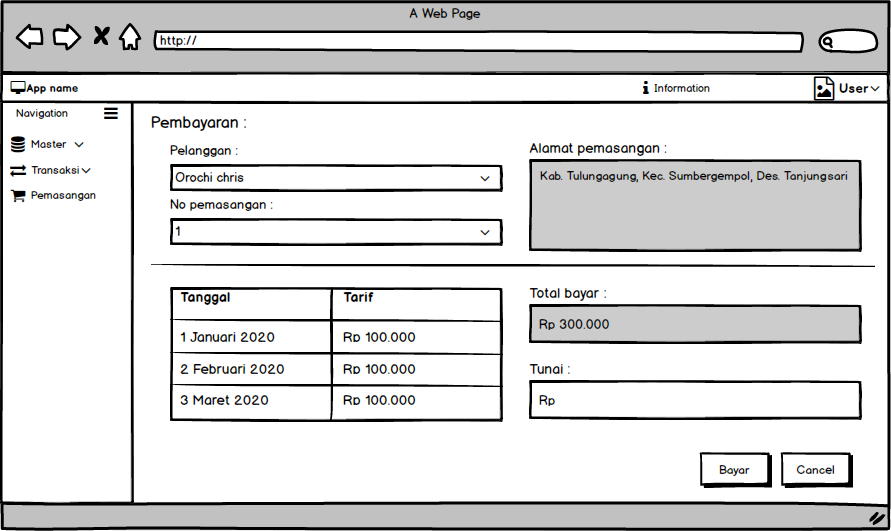 A Web Page
http://
App name
Information
User
Navigation
Master
Transaksi
Pemasangan
Pembayaran :
Pelanggan :
Orochi chris
No pemasangan :
1
Alamat pemasangan :
Kab. Tulungagung, Kec. Sumbergempol, Des. Tanjungsari
Tanggal Tarif
1 Januari 2020 Rp 100.000
2 Februari 2020 Rp 100.000
3 Maret 2020 Rp 100.000
Total bayar :
Rp 300.000
Tunai :
Rp
Bayar Cancel